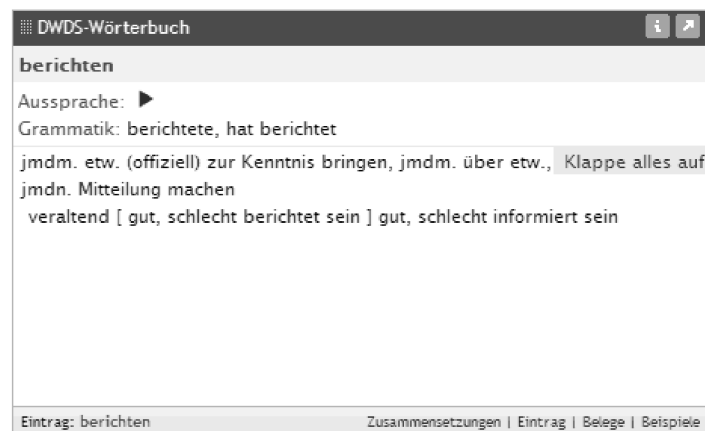 DWDS-Wörterbuch
berichten
Aussprache:
Grammatik: berichtete, hat berichtet
jmdm. etw. (offiziell) zur Kenntnis bringen, jmdm. über etw., Klappe alles auf
jmdn. Mitteilung machen
veraltend [ gut, schlecht berichtet sein ] gut, schlecht informiert sein
Eintrag: berichten Zusammensetzungen | Eintrag | Belege | Beispiele